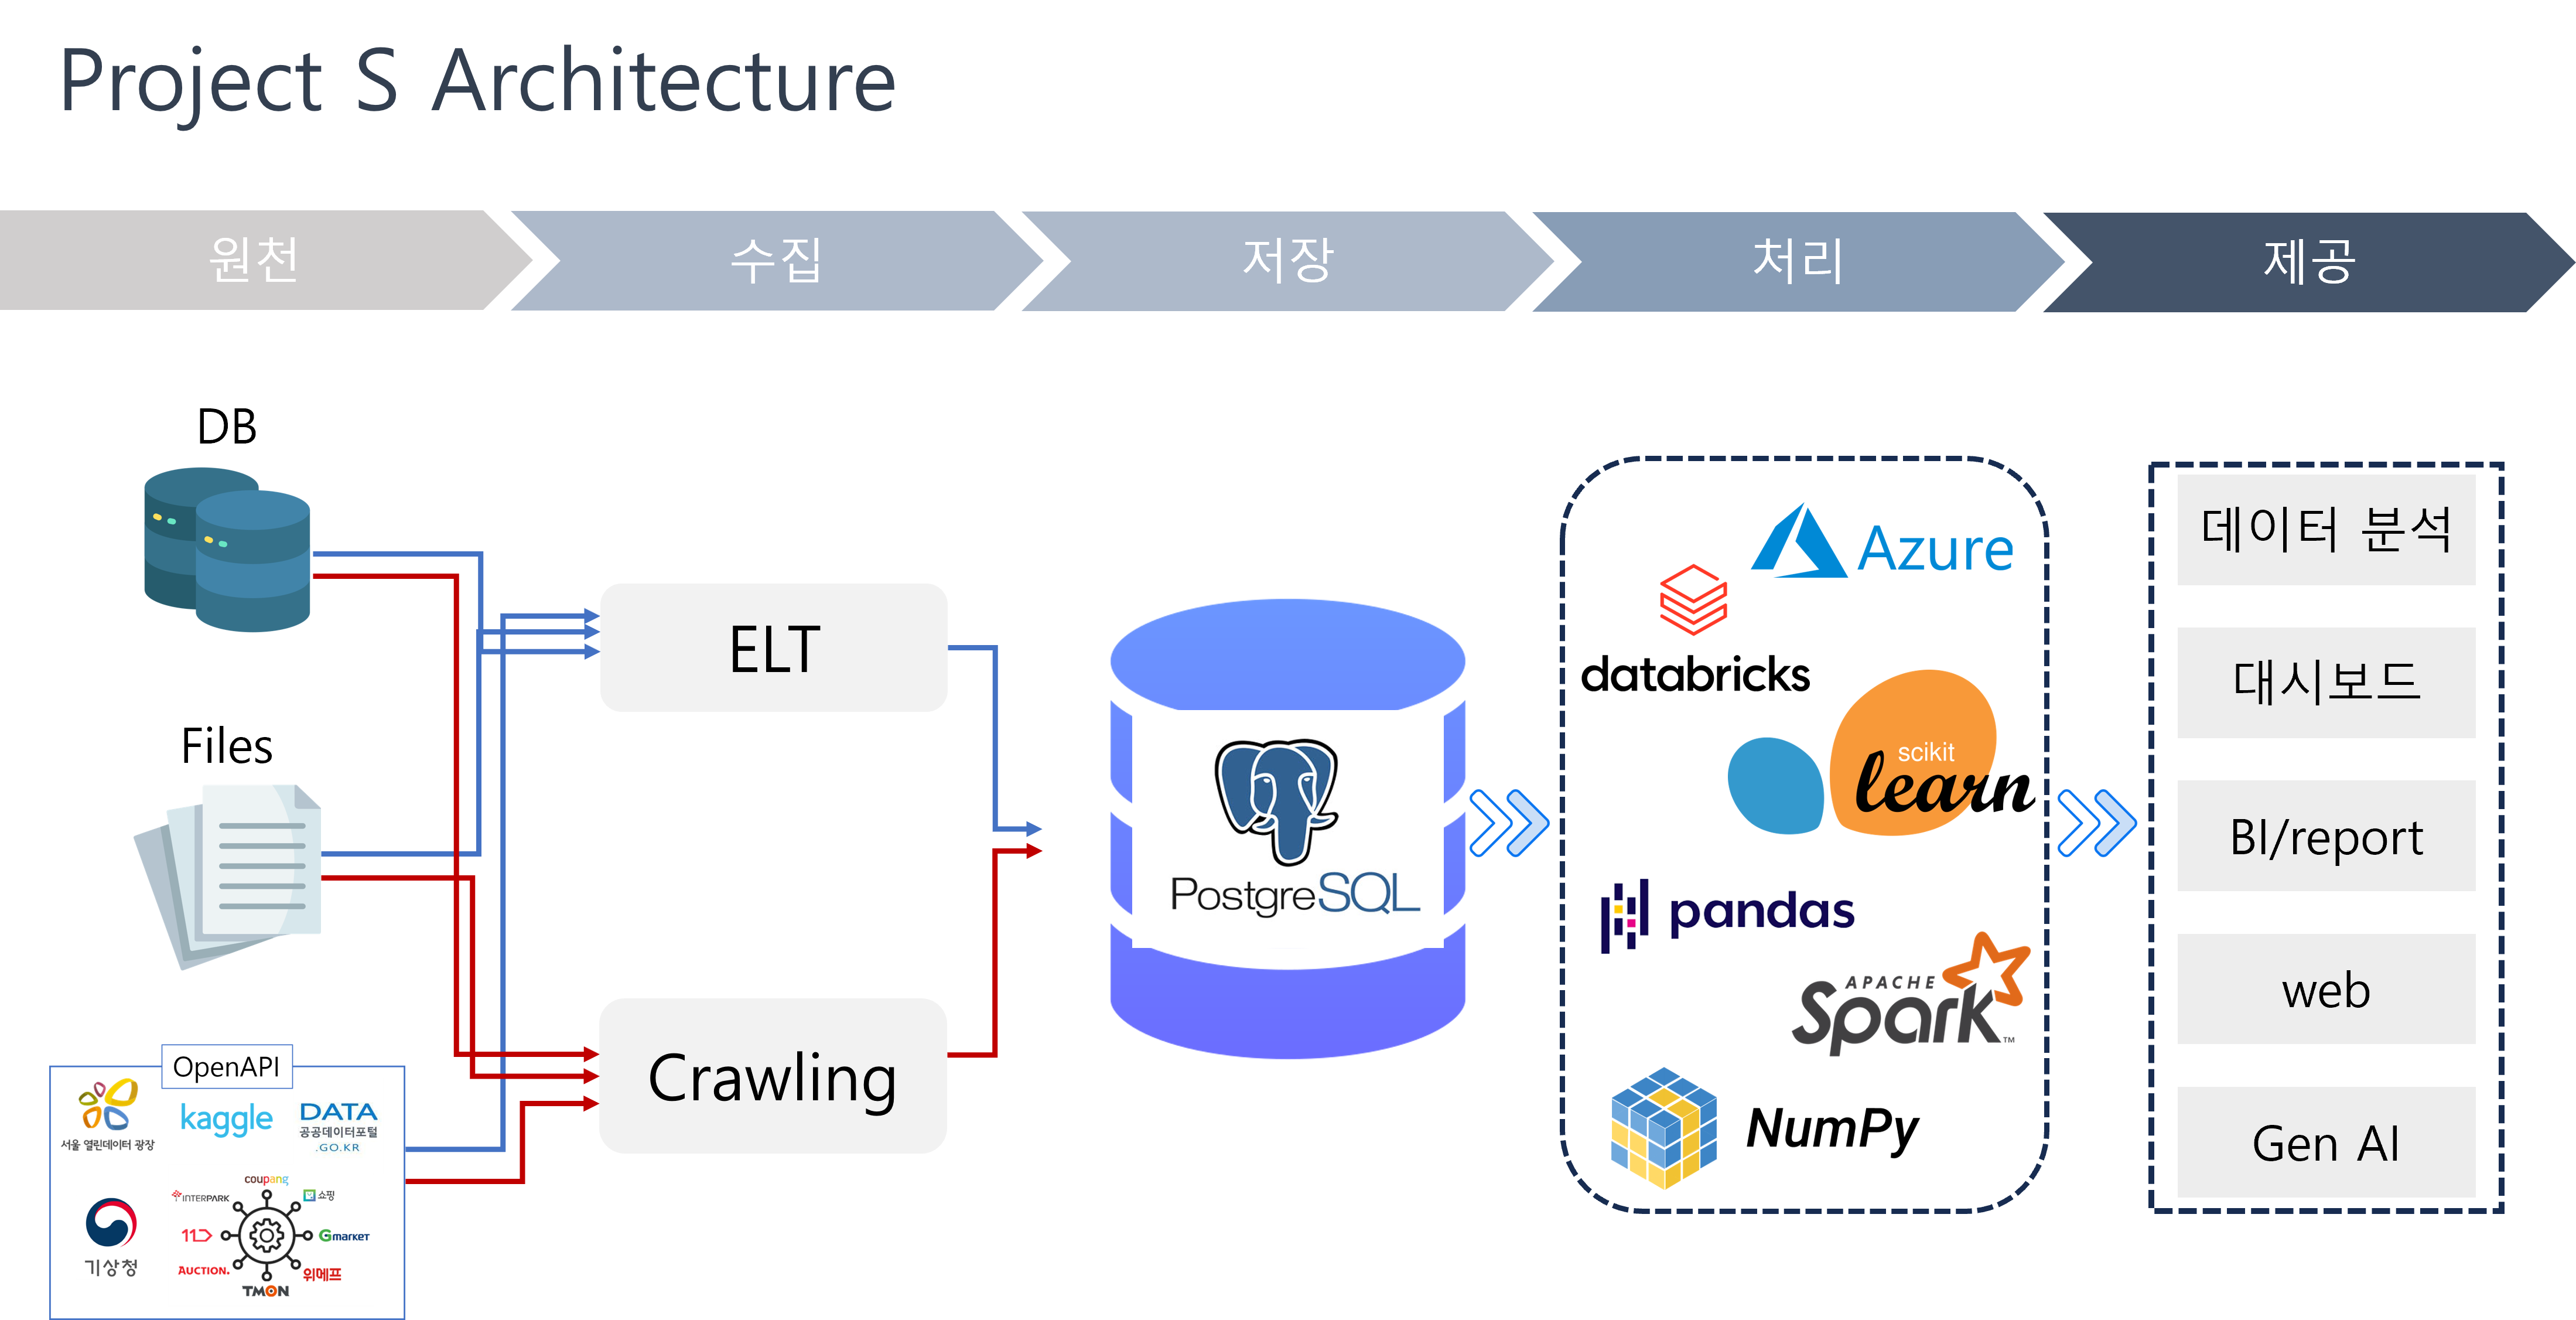 Project S Architecture
원천
수집
저장
처리
제공
DB
Files
OpenAPI
서울 열린데이터 광장
kaggle
DATA
공공데이터포털
.GO.KR
기상청
coupang
INTERPARK
쇼핑
11
Gmarket
AUCTION.
위메프
TMON
ELT
Crawling
PostgreSQL
Azure
databricks
scikit
learn
pandas
APACHE
Spark™
NumPy
데이터 분석
대시보드
BI/report
web
Gen AI